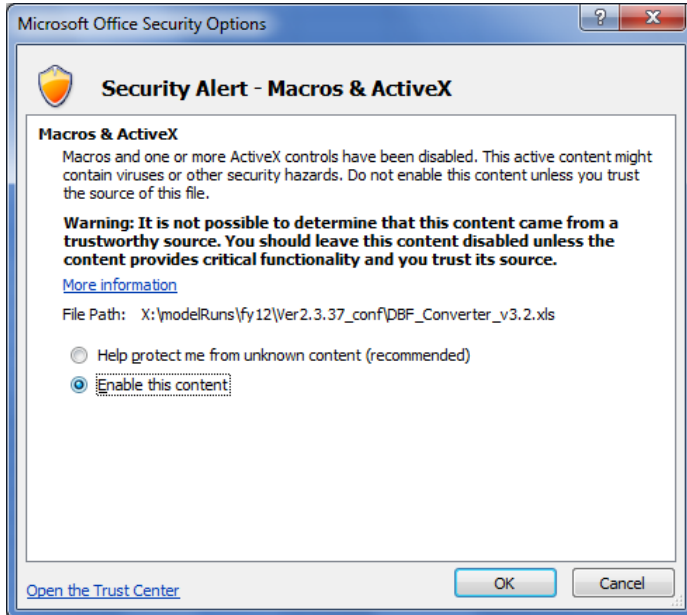 Microsoft Office Security Options
?
X
Security Alert - Macros & ActiveX
Macros & ActiveX
Macros and one or more ActiveX controls have been disabled. This active content might
contain viruses or other security hazards. Do not enable this content unless you trust
the source of this file.
Warning: It is not possible to determine that this content came from a
trustworthy source. You should leave this content disabled unless the
content provides critical functionality and you trust its source.
More information
File Path: X:\modelRuns\fy12\Ver2.3.37_conf\DBF_Converter_v3.2.xls
Help protect me from unknown content (recommended)
Enable this content
Open the Trust Center
OK
Cancel